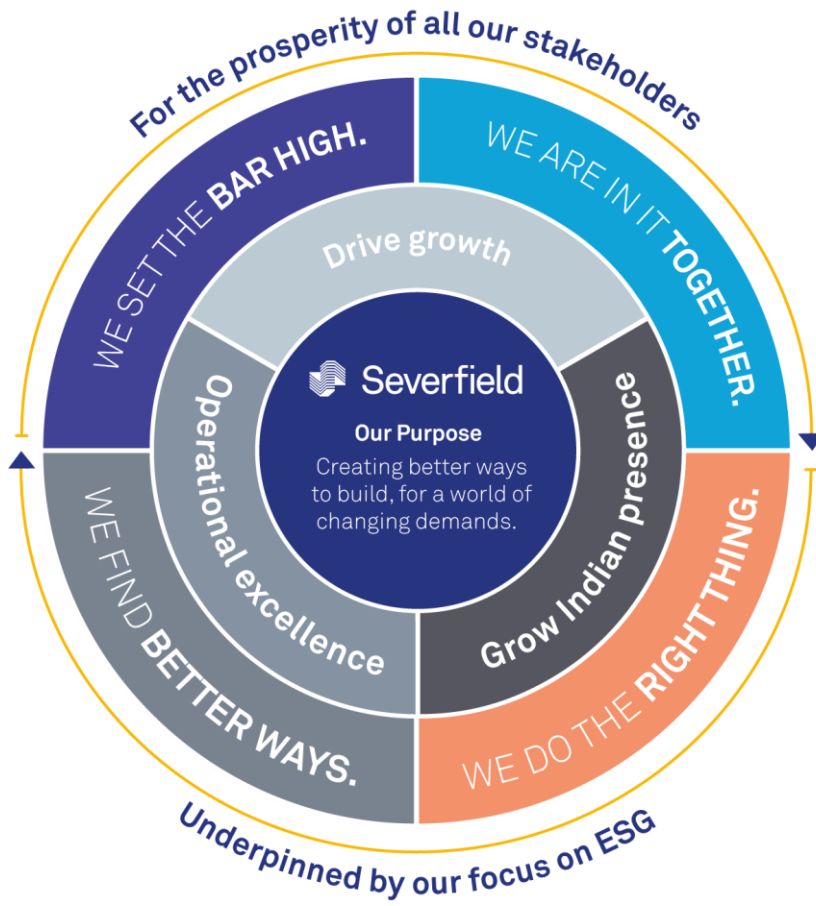 For the prosperity of all our stakeholders
WE SET THE BAR HIGH.
WE ARE IN IT TOGETHER.
Drive growth
Operational excellence
Grow Indian presence
Severfield
Our Purpose
Creating better ways
to build, for a world of
changing demands.
WE FIND BETTER WAYS.
WE DO THE RIGHT THING.
Underpinned by our focus on ESG